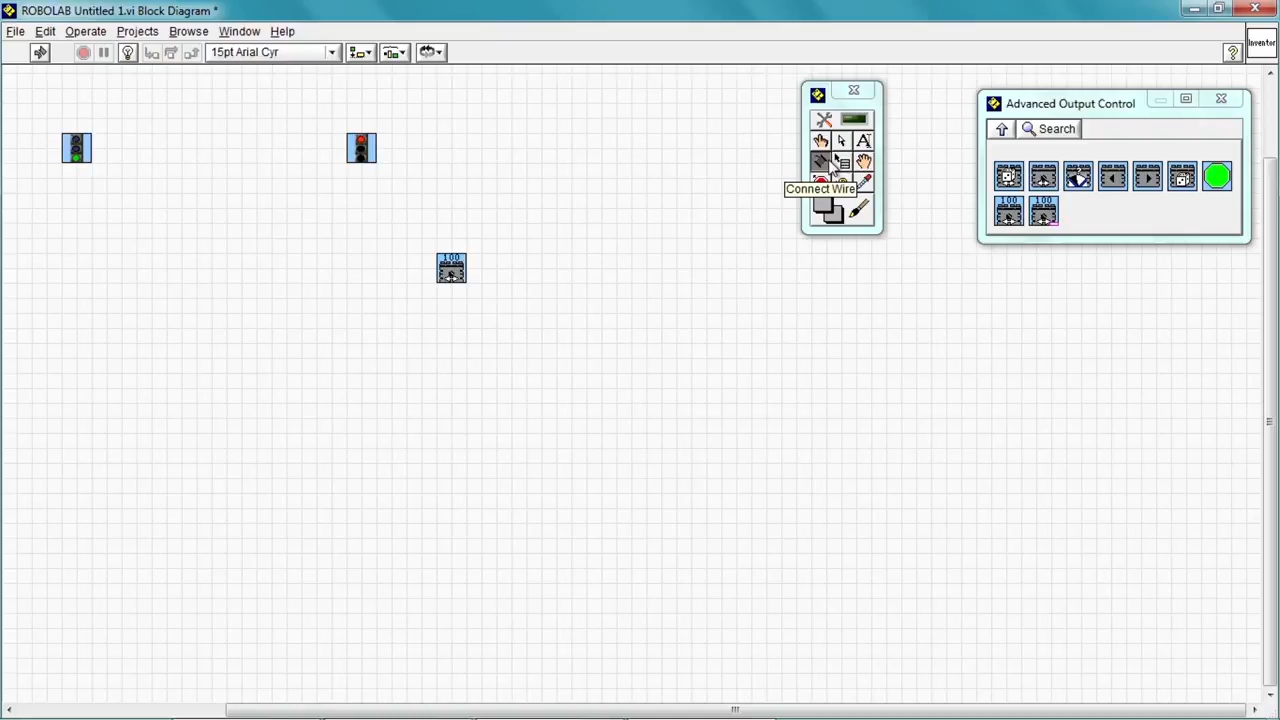 ROBOLAB Untitled 1.vi Block Diagram *
File Edit Operate Projects Browse Window Help
15pt Arial Cyr
?
Inventor
Advanced Output Control
Search
A
Connect Wire
100 100
100